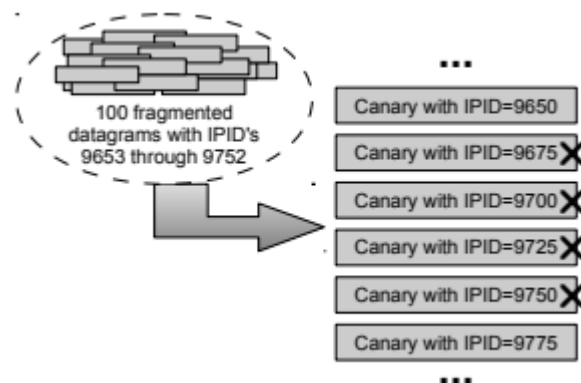 100 fragmented
datagrams with IPID's
9653 through 9752
...
Canary with IPID=9650
Canary with IPID=9675
Canary with IPID=9700
Canary with IPID=9725
Canary with IPID=9750
Canary with IPID=9775
...